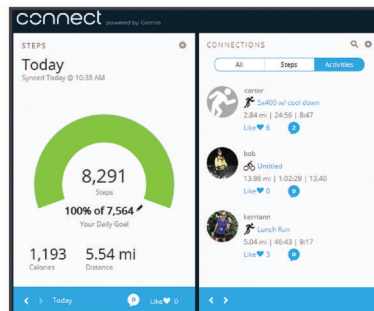 connect powered by Garmin
STEPS
Today
Synced Today @ 10:38 AM
8,291
Steps
100% of 7,564
Your Daily Goal
1,193
Calories
5.54 mi
Distance
< > Today
0
Like 0
CONNECTIONS
All
Steps
Activities
carter
5x400 w/ cool down
2.84 mi | 24:56 | 8:47
Like 6
2
bob
Untitled
13.96 mi | 1:02:29 | 13.40
Like 0
0
kerriann
Lunch Run
5.04 mi | 46:43 | 9:17
Like 3
0
< >